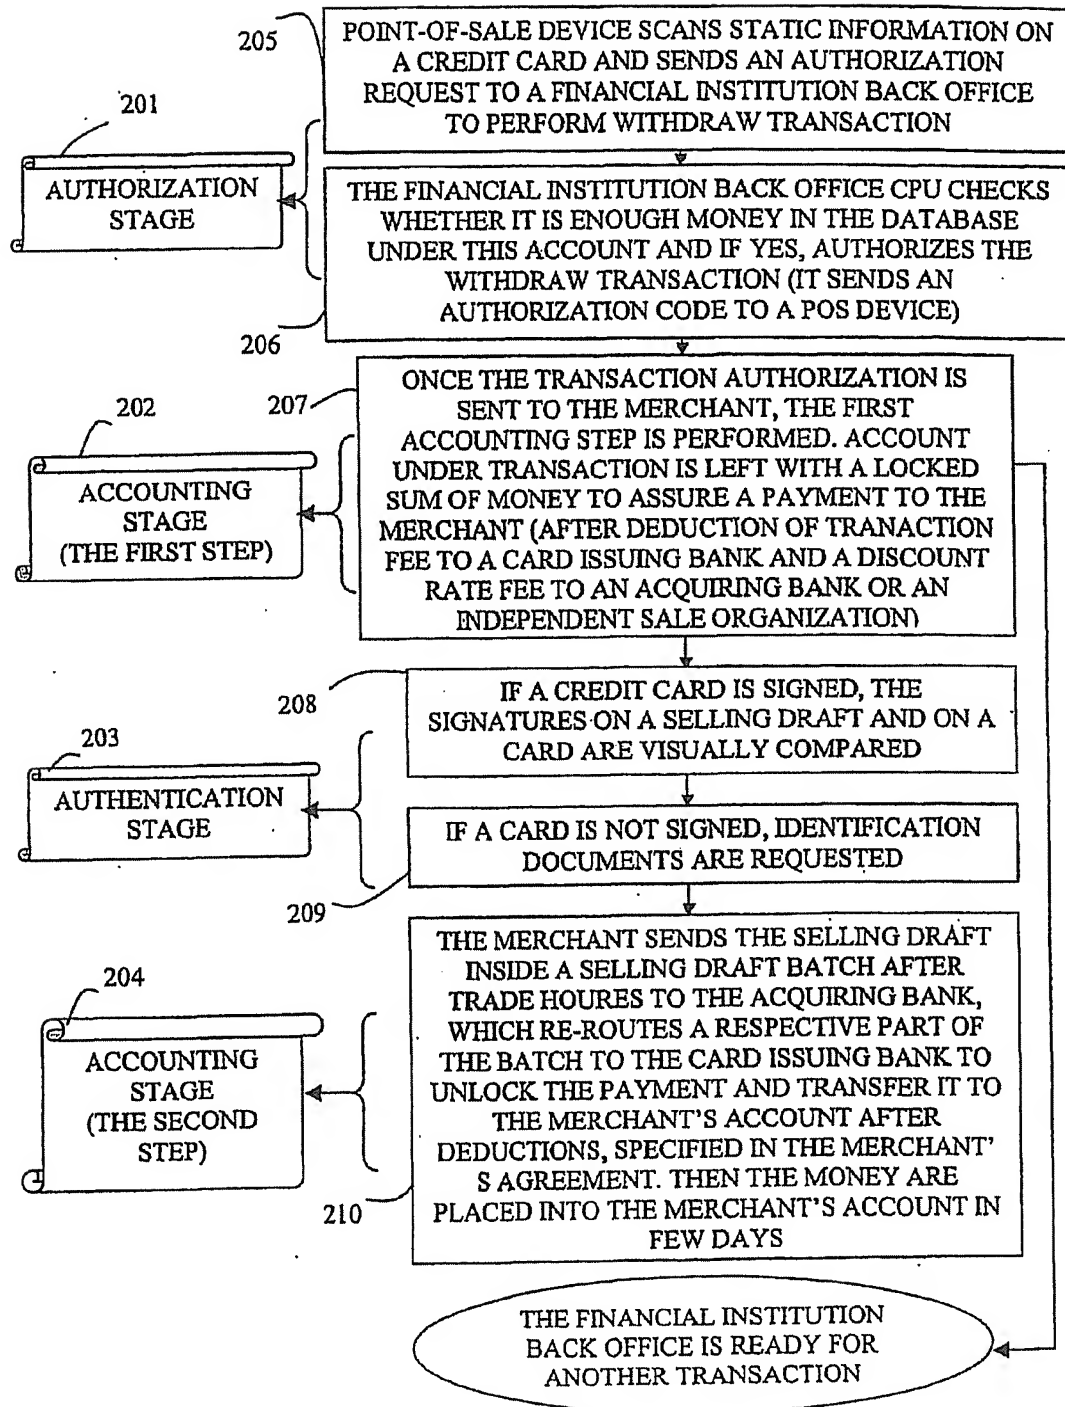 205
POINT-OF-SALE DEVICE SCANS STATIC INFORMATION ON
A CREDIT CARD AND SENDS AN AUTHORIZATION
REQUEST TO A FINANCIAL INSTITUTION BACK OFFICE
TO PERFORM WITHDRAW TRANSACTION
201
AUTHORIZATION
STAGE
THE FINANCIAL INSTITUTION BACK OFFICE CPU CHECKS
WHETHER IT IS ENOUGH MONEY IN THE DATABASE
UNDER THIS ACCOUNT AND IF YES, AUTHORIZES THE
WITHDRAW TRANSACTION (IT SENDS AN
AUTHORIZATION CODE TO A POS DEVICE)
206
202
207
ACCOUNTING
STAGE
(THE FIRST STEP)
ONCE THE TRANSACTION AUTHORIZATION IS
SENT TO THE MERCHANT, THE FIRST
ACCOUNTING STEP IS PERFORMED. ACCOUNT
UNDER TRANSACTION IS LEFT WITH A LOCKED
SUM OF MONEY TO ASSURE A PAYMENT TO THE
MERCHANT (AFTER DEDUCTION OF TRANACTION
FEE TO A CARD ISSUING BANK AND A DISCOUNT
RATE FEE TO AN ACQUIRING BANK OR AN
INDEPENDENT SALE ORGANIZATION)
208
IF A CREDIT CARD IS SIGNED, THE
SIGNATURES ON A SELLING DRAFT AND ON A
CARD ARE VISUALLY COMPARED
203
AUTHENTICATION
STAGE
IF A CARD IS NOT SIGNED, IDENTIFICATION
DOCUMENTS ARE REQUESTED
209
204
ACCOUNTING
STAGE
(THE SECOND
STEP)
THE MERCHANT SENDS THE SELLING DRAFT
INSIDE A SELLING DRAFT BATCH AFTER
TRADE HOURES TO THE ACQUIRING BANK,
WHICH RE-ROUTES A RESPECTIVE PART OF
THE BATCH TO THE CARD ISSUING BANK TO
UNLOCK THE PAYMENT AND TRANSFER IT TO
THE MERCHANT'S ACCOUNT AFTER
DEDUCTIONS, SPECIFIED IN THE MERCHANT'
S AGREEMENT. THEN THE MONEY ARE
PLACED INTO THE MERCHANT'S ACCOUNT IN
FEW DAYS
210
THE FINANCIAL INSTITUTION
BACK OFFICE IS READY FOR
ANOTHER TRANSACTION